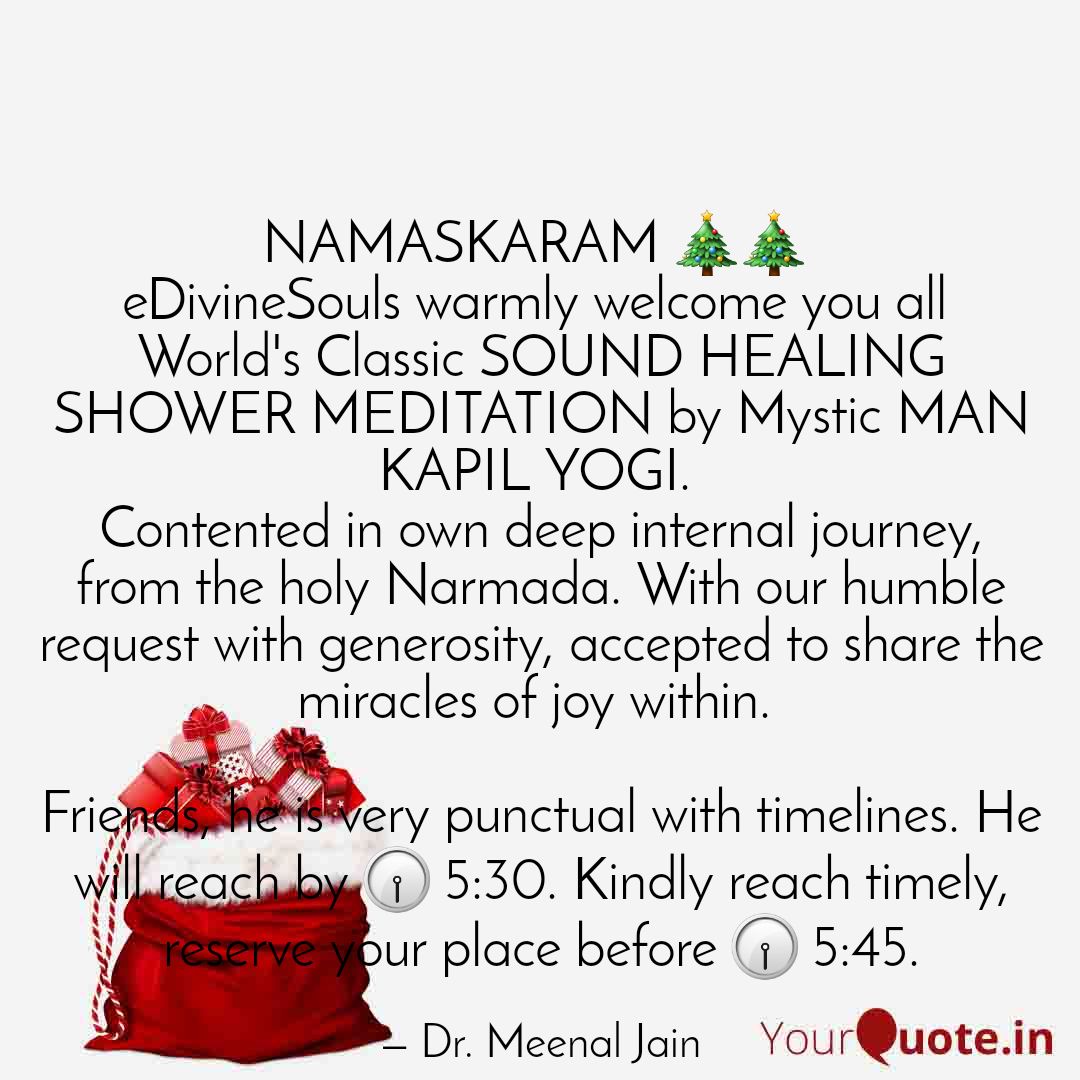 NAMASKARAM 🎄🎄
eDivineSouls warmly welcome you all
World's Classic SOUND HEALING
SHOWER MEDITATION by Mystic MAN
KAPIL YOGI.
Contented in own deep internal journey,
from the holy Narmada. With our humble
request with generosity, accepted to share the
miracles of joy within.
Friends, he is very punctual with timelines. He
will reach by 🕡 5:30. Kindly reach timely,
reserve your place before 🕡 5:45.
– Dr. Meenal Jain
YourQuote.in